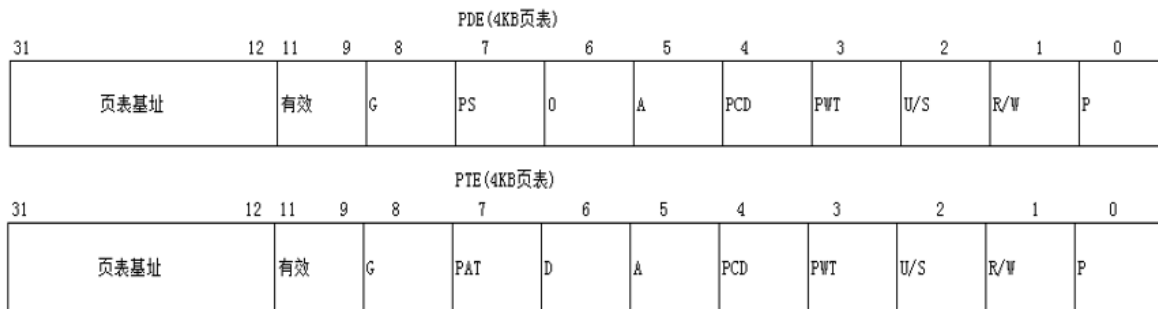 PDE(4KB页表)
31 12 11 9 8 7 6 5 4 3 2 1 0
页表基址 有效 G PS 0 A PCD PWT U/S R/W P
PTE(4KB页表)
31 12 11 9 8 7 6 5 4 3 2 1 0
页表基址 有效 G PAT D A PCD PWT U/S R/W P